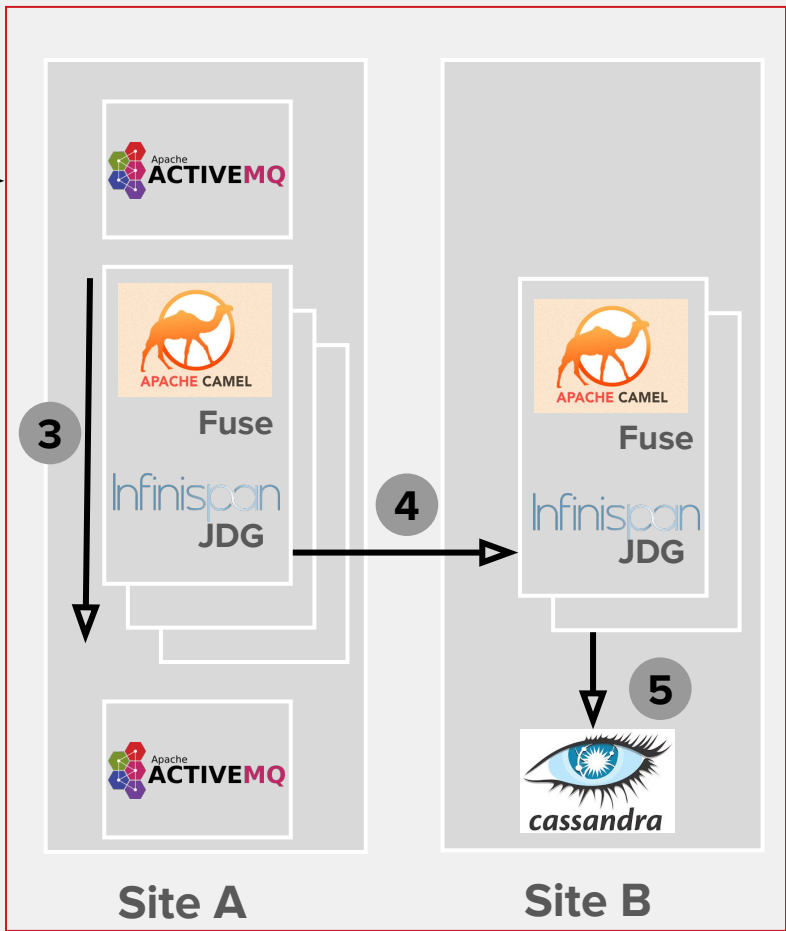 Apache
ACTIVEMQ
APACHE CAMEL
Fuse
Infinispan
JDG
3
4
APACHE CAMEL
Fuse
Infinispan
JDG
5
Apache
ACTIVEMQ
cassandra
Site A
Site B